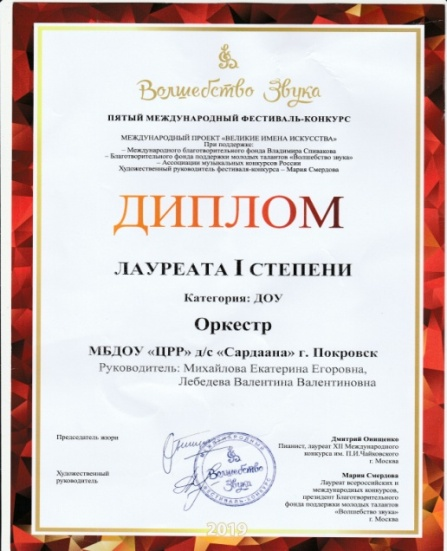 Волшебство Звука
ПЯТЫЙ МЕЖДУНАРОДНЫЙ ФЕСТИВАЛЬ-КОНКУРС
МЕЖДУНАРОДНЫЙ ПРОЕКТ «ВЕЛИКИЕ ИМЕНА ИСКУССТВА»
При поддержке:
– Международного благотворительного фонда Владимира Спивакова
– Благотворительного фонда поддержки молодых талантов «Волшебство звука»
– Ассоциации музыкальных конкурсов России
Художественный руководитель фестиваля-конкурса – Мария Смердова
ДИПЛОМ
ЛАУРЕАТА I СТЕПЕНИ
Категория: ДОУ
Оркестр
МБДОУ «ЦРР» д/с «Сардаана» г. Покровск
Руководитель: Михайлова Екатерина Егоровна,
Лебедева Валентина Валентиновна
Председатель жюри
Дмитрий Онищенко
Пианист, лауреат XII Международного
конкурса им. П.И.Чайковского
г. Москва
Художественный
руководитель
Мария Смердова
Лауреат всероссийских и
международных конкурсов,
президент Благотворительного
фонда поддержки молодых талантов
«Волшебство звука»
г. Москва
Волшебство
Звука
ФЕСТИВАЛЬ-КОНКУРС
2019